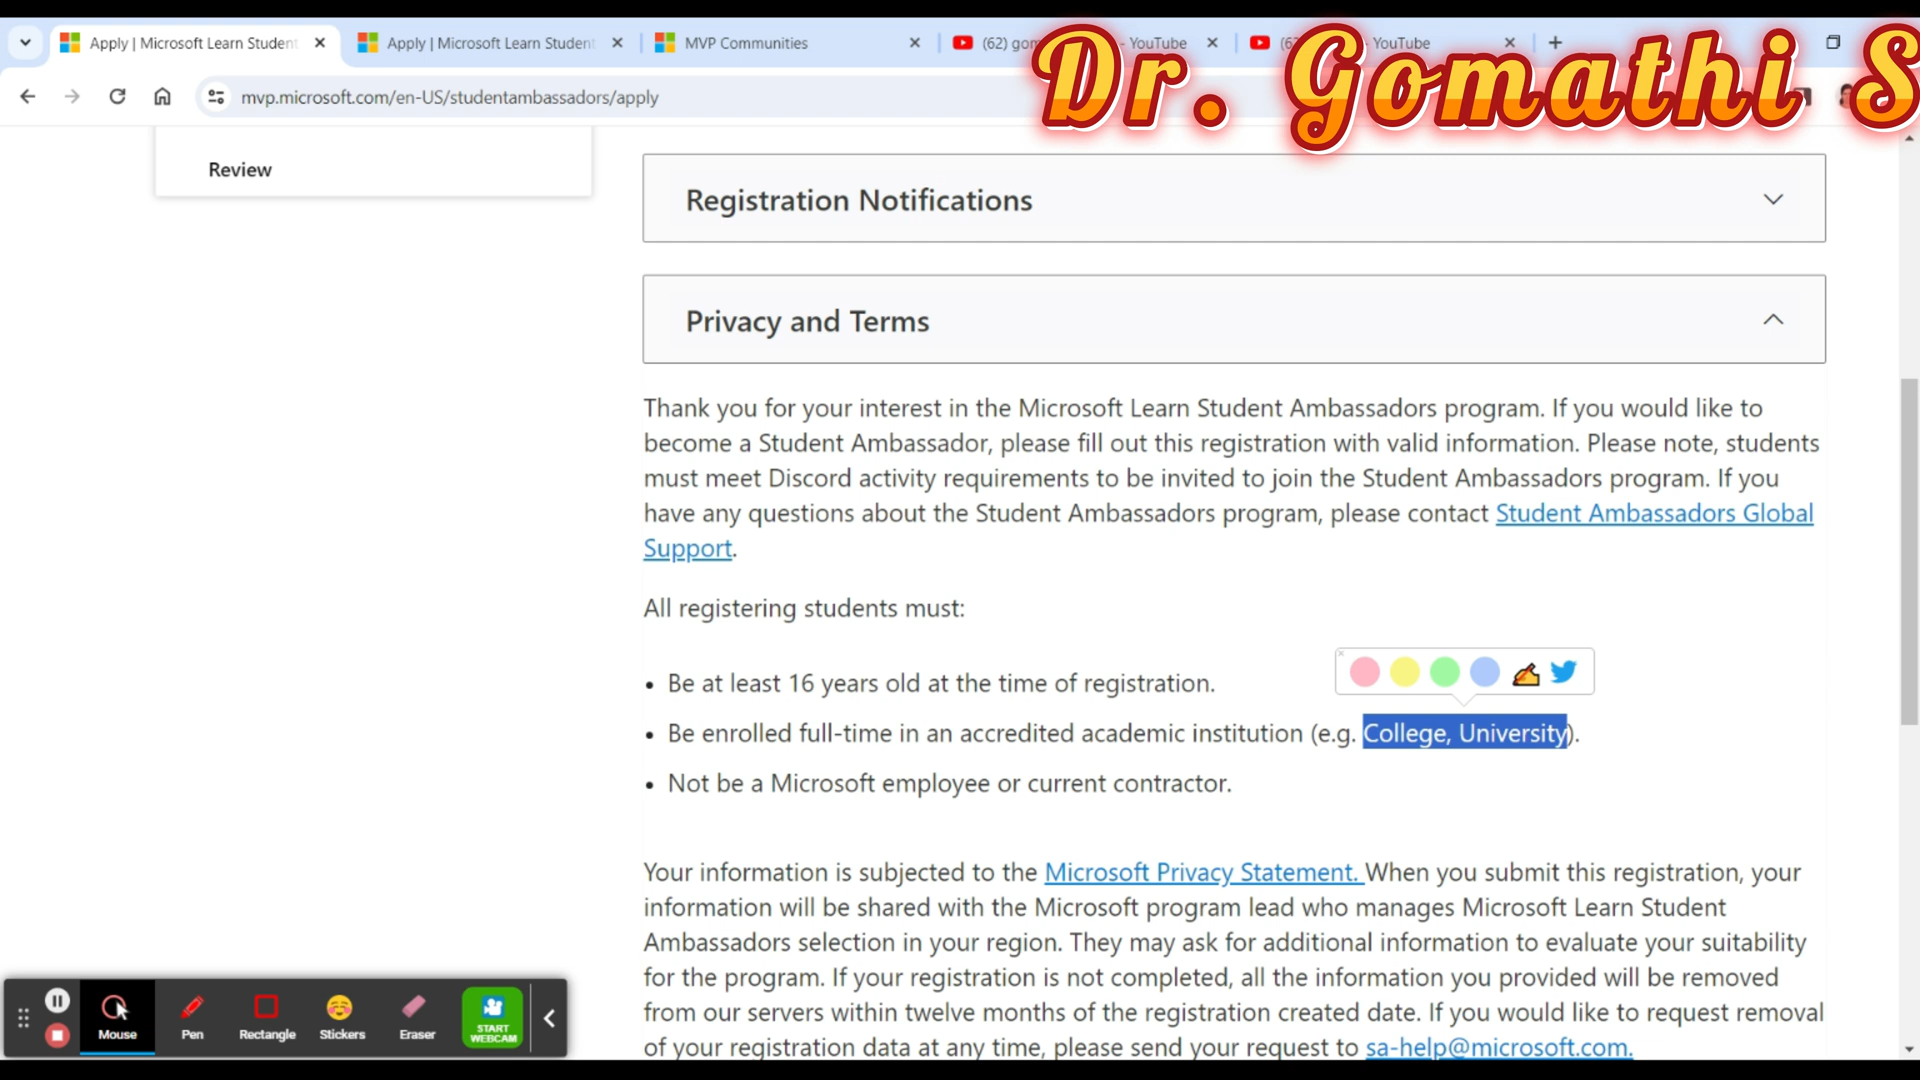 Apply | Microsoft Learn Student
Apply | Microsoft Learn Student
MVP Communities
(62) gom
- YouTube
YouTube
Dr. Gomathi S
mvp.microsoft.com/en-US/studentambassadors/apply
Review
Registration Notifications
Privacy and Terms
Thank you for your interest in the Microsoft Learn Student Ambassadors program. If you would like to
become a Student Ambassador, please fill out this registration with valid information. Please note, students
must meet Discord activity requirements to be invited to join the Student Ambassadors program. If you
have any questions about the Student Ambassadors program, please contact Student Ambassadors Global
Support.
All registering students must:
• Be at least 16 years old at the time of registration.
• Be enrolled full-time in an accredited academic institution (e.g. College, University).
• Not be a Microsoft employee or current contractor.
Your information is subjected to the Microsoft Privacy Statement. When you submit this registration, your
information will be shared with the Microsoft program lead who manages Microsoft Learn Student
Ambassadors selection in your region. They may ask for additional information to evaluate your suitability
for the program. If your registration is not completed, all the information you provided will be removed
from our servers within twelve months of the registration created date. If you would like to request removal
of your registration data at any time, please send your request to sa-help@microsoft.com.
Mouse
Pen
Rectangle
Stickers
Eraser
START
WEBCAM